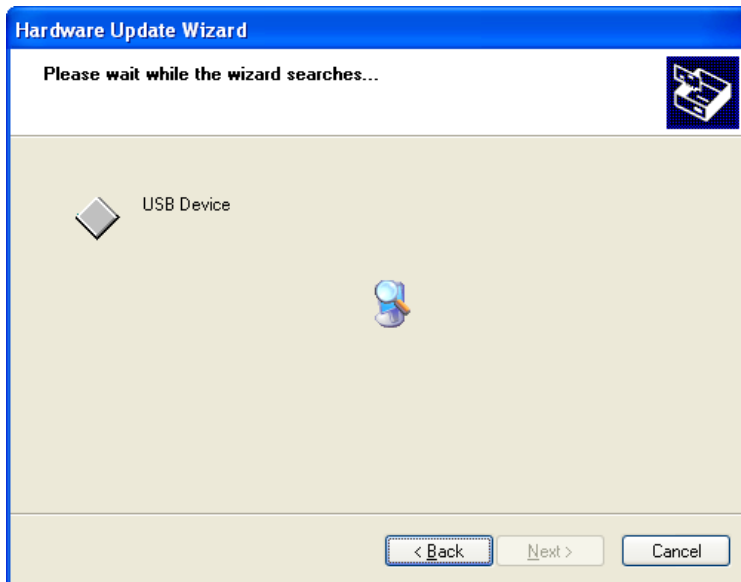 Hardware Update Wizard
Please wait while the wizard searches...
USB Device
< Back
Next >
Cancel